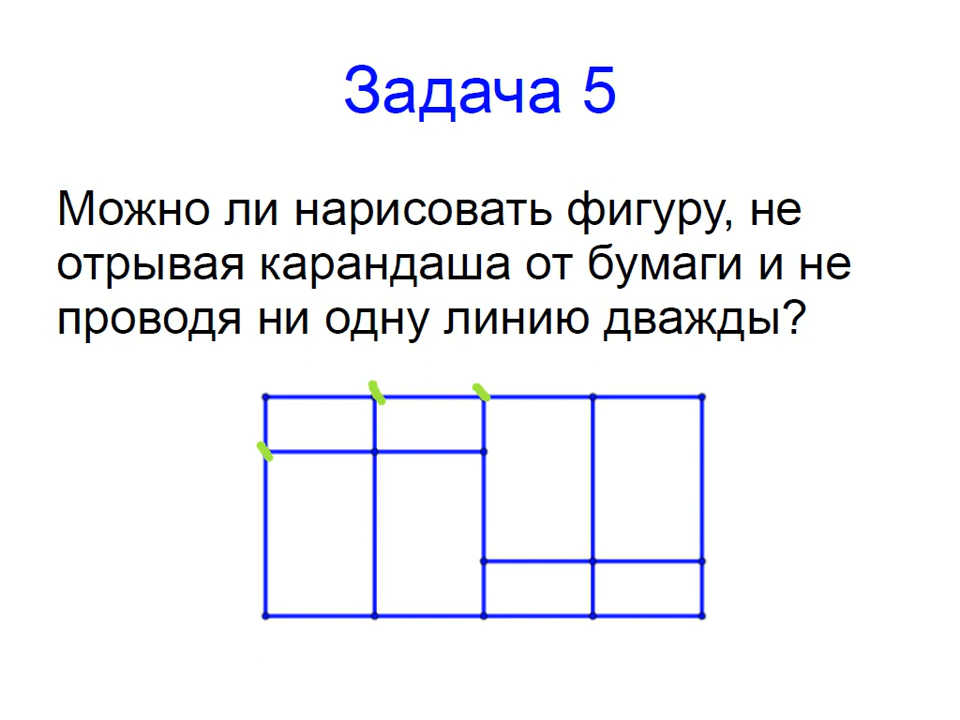 Задача 5
Можно ли нарисовать фигуру, не
отрывая карандаша от бумаги и не
проводя ни одну линию дважды?